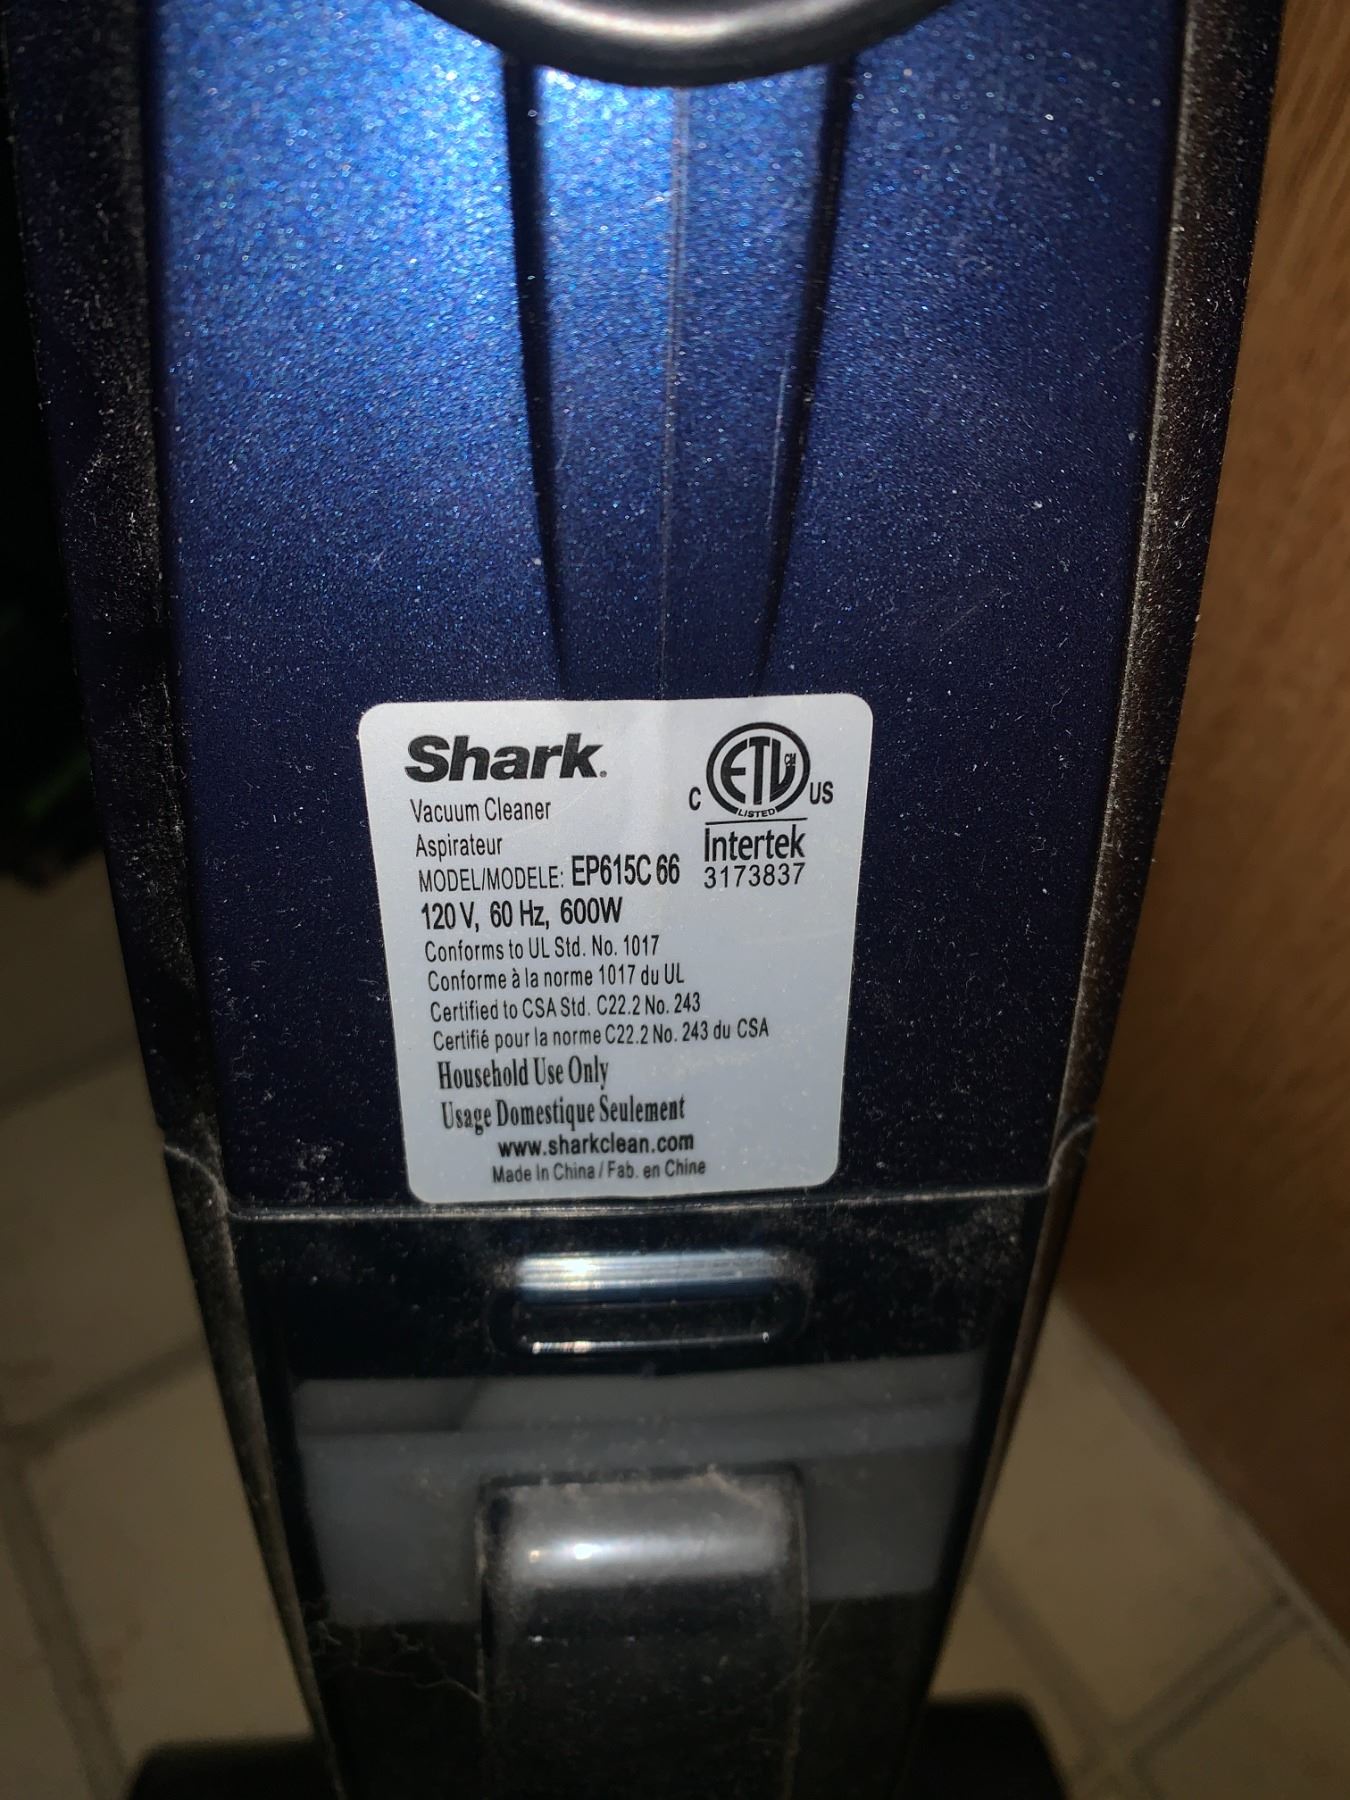 Shark.
Vacuum Cleaner
Aspirateur
MODEL/MODELE: EP615C 66
120 V, 60 Hz, 600W
Conforms to UL Std. No. 1017
Conforme à la norme 1017 du UL
Certified to CSA Std. C22.2 No. 243
Certifié pour la norme C22.2 No. 243 du CSA
Household Use Only
Usage Domestique Seulement
www.sharkclean.com
Made In China / Fab. en Chine
C ETL CM US
LISTED
Intertek
3173837